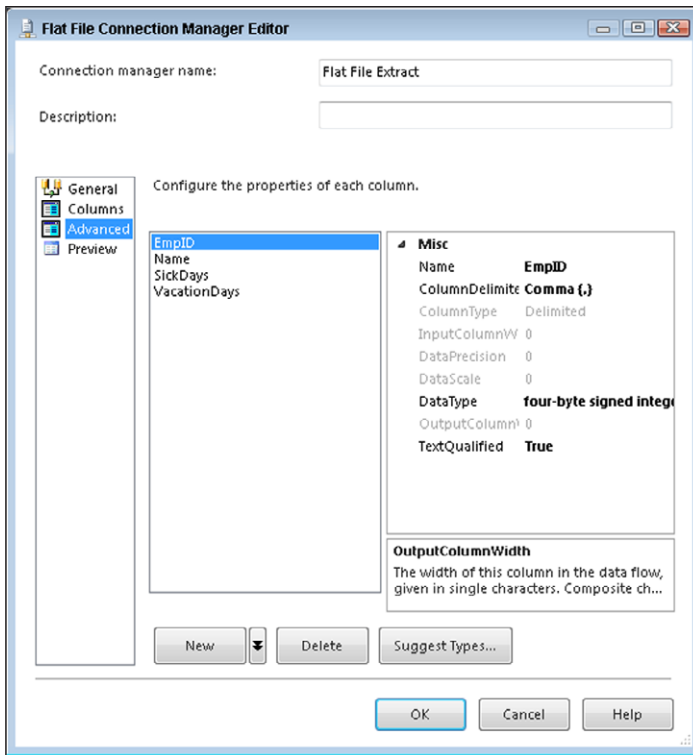 Flat File Connection Manager Editor
Connection manager name:
Flat File Extract
Description:
General
Columns
Advanced
Preview
Configure the properties of each column.
EmpID
Name
SickDays
VacationDays
Misc
Name EmpID
ColumnDelimite Comma {,}
ColumnType Delimited
InputColumnW 0
DataPrecision 0
DataScale 0
DataType four-byte signed intege
OutputColumn 0
TextQualified True
OutputColumnWidth
The width of this column in the data flow,
given in single characters. Composite ch...
New
Delete
Suggest Types...
OK
Cancel
Help